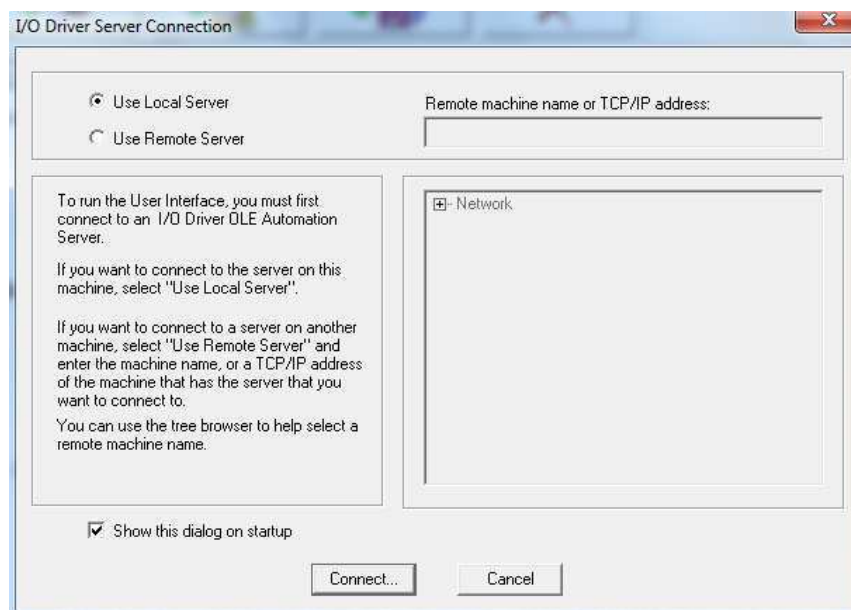 I/O Driver Server Connection
Use Local Server
Use Remote Server
Remote machine name or TCP/IP address:
To run the User Interface, you must first
connect to an I/O Driver OLE Automation
Server.
If you want to connect to the server on this
machine, select "Use Local Server".
If you want to connect to a server on another
machine, select "Use Remote Server" and
enter the machine name, or a TCP/IP address
of the machine that has the server that you
want to connect to.
You can use the tree browser to help select a
remote machine name.
Network
Show this dialog on startup
Connect...
Cancel